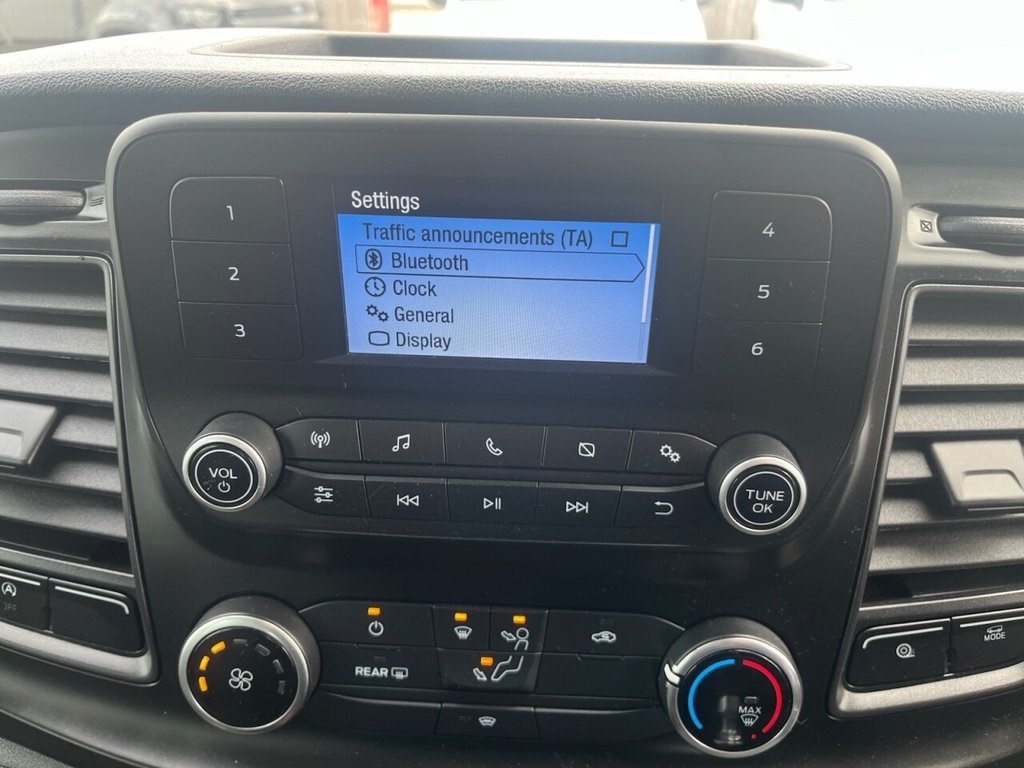 Settings
Traffic announcements (TA)
Bluetooth
Clock
General
Display
1
2
3
4
5
6
VOL
TUNE
OK
REAR
MAX
MODE